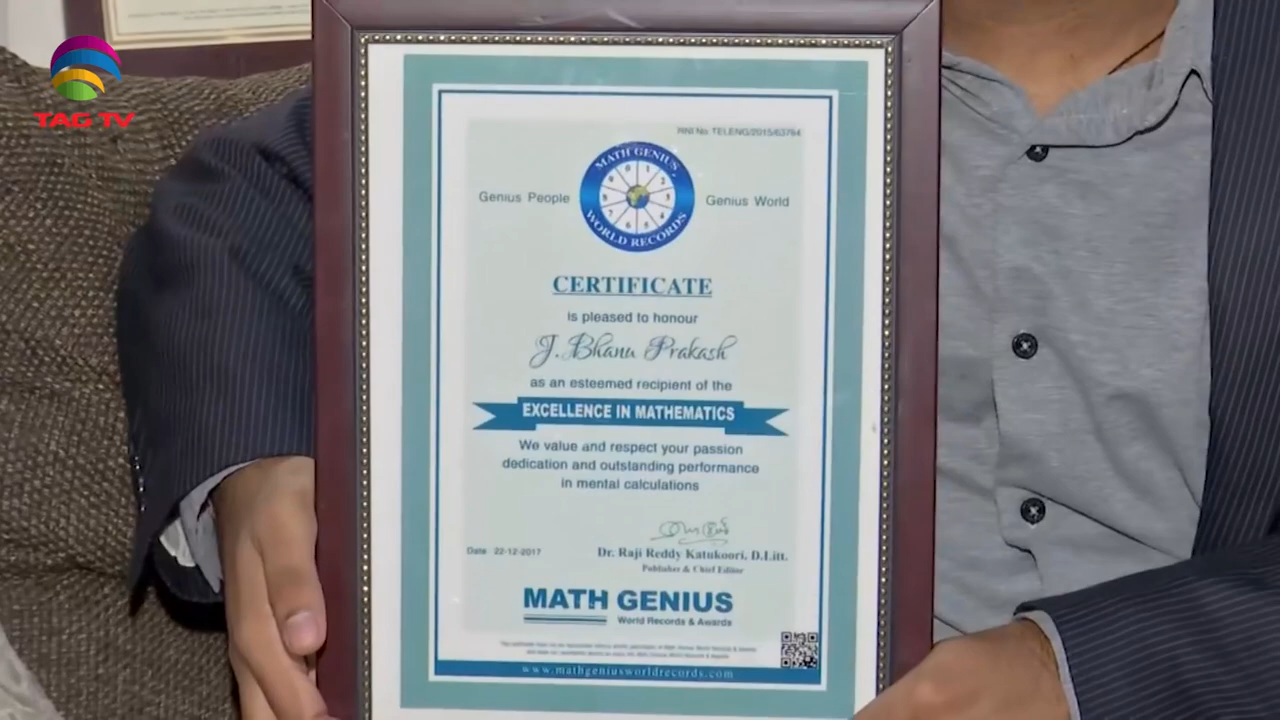 TAG TV
RNI No. TELENG/2015/63764
MATH GENIUS
WORLD RECORDS
Genius People
Genius World
CERTIFICATE
is pleased to honour
J. Bhanu Prakash
as an esteemed recipient of the
EXCELLENCE IN MATHEMATICS
We value and respect your passion
dedication and outstanding performance
in mental calculations
Date 22-12-2017
Dr. Raji Reddy Katukoori, D.Litt.
Publisher & Chief Editor
MATH GENIUS
World Records & Awards
www.mathgeniusworldrecords.com